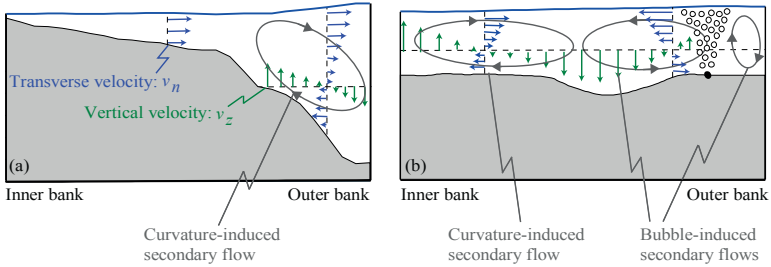 Transverse velocity: vn
Vertical velocity: vz
(a)
(b)
Inner bank
Outer bank
Inner bank
Outer bank
Curvature-induced
secondary flow
Curvature-induced
secondary flow
Bubble-induced
secondary flows